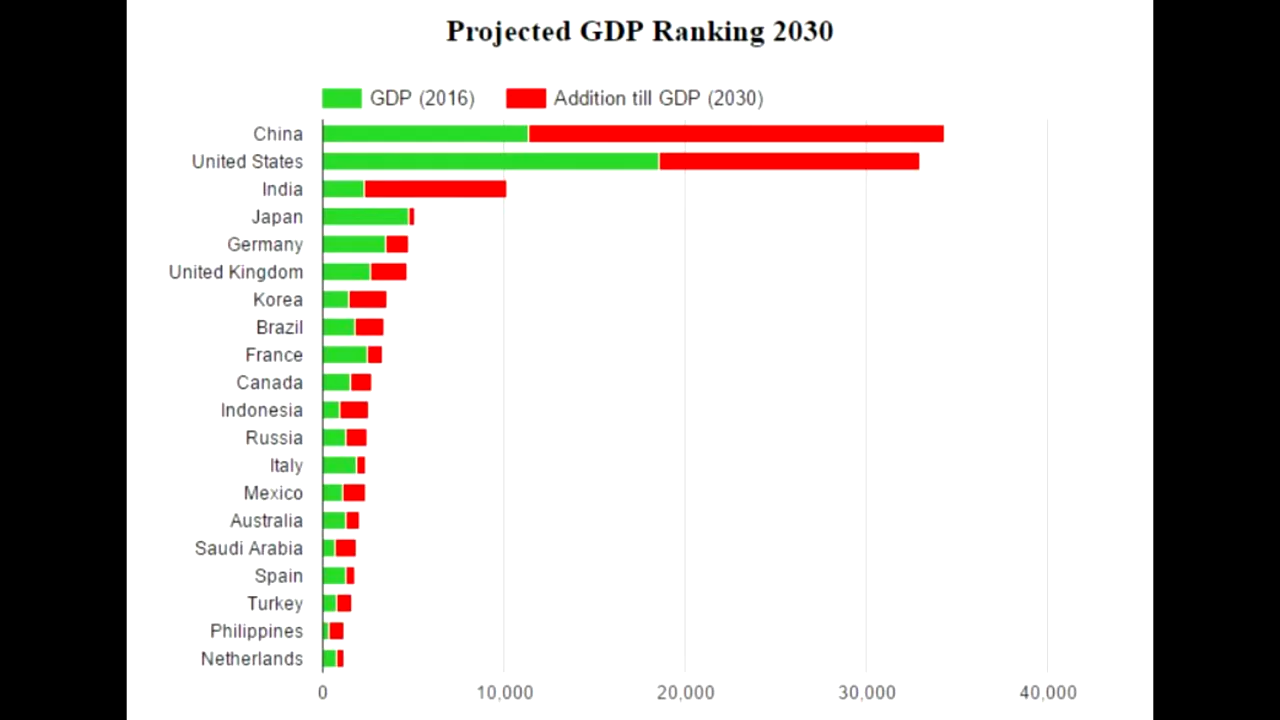 Projected GDP Ranking 2030
GDP (2016) Addition till GDP (2030)
China
United States
India
Japan
Germany
United Kingdom
Korea
Brazil
France
Canada
Indonesia
Russia
Italy
Mexico
Australia
Saudi Arabia
Spain
Turkey
Philippines
Netherlands
0 10,000 20,000 30,000 40,000